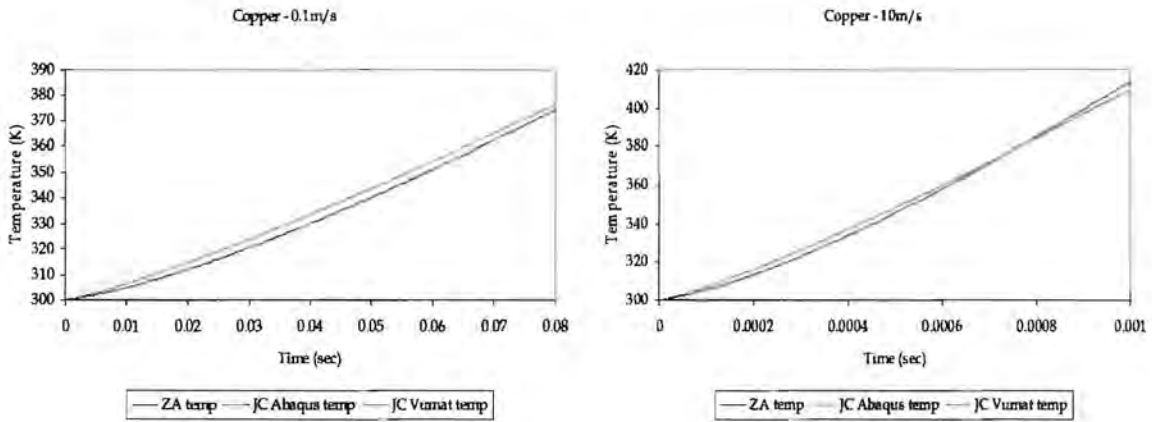 Copper - 0.1m/s
390
380
370
360
350
340
330
320
310
300
Temperature (K)
0 0.01 0.02 0.03 0.04 0.05 0.06 0.07 0.08
Time (sec)
ZA temp JC Abaqus temp JC Vumat temp
Copper - 10m/s
420
400
380
360
340
320
300
Temperature (K)
0 0.0002 0.0004 0.0006 0.0008 0.001
Time (sec)
ZA temp JC Abaqus temp JC Vumat temp